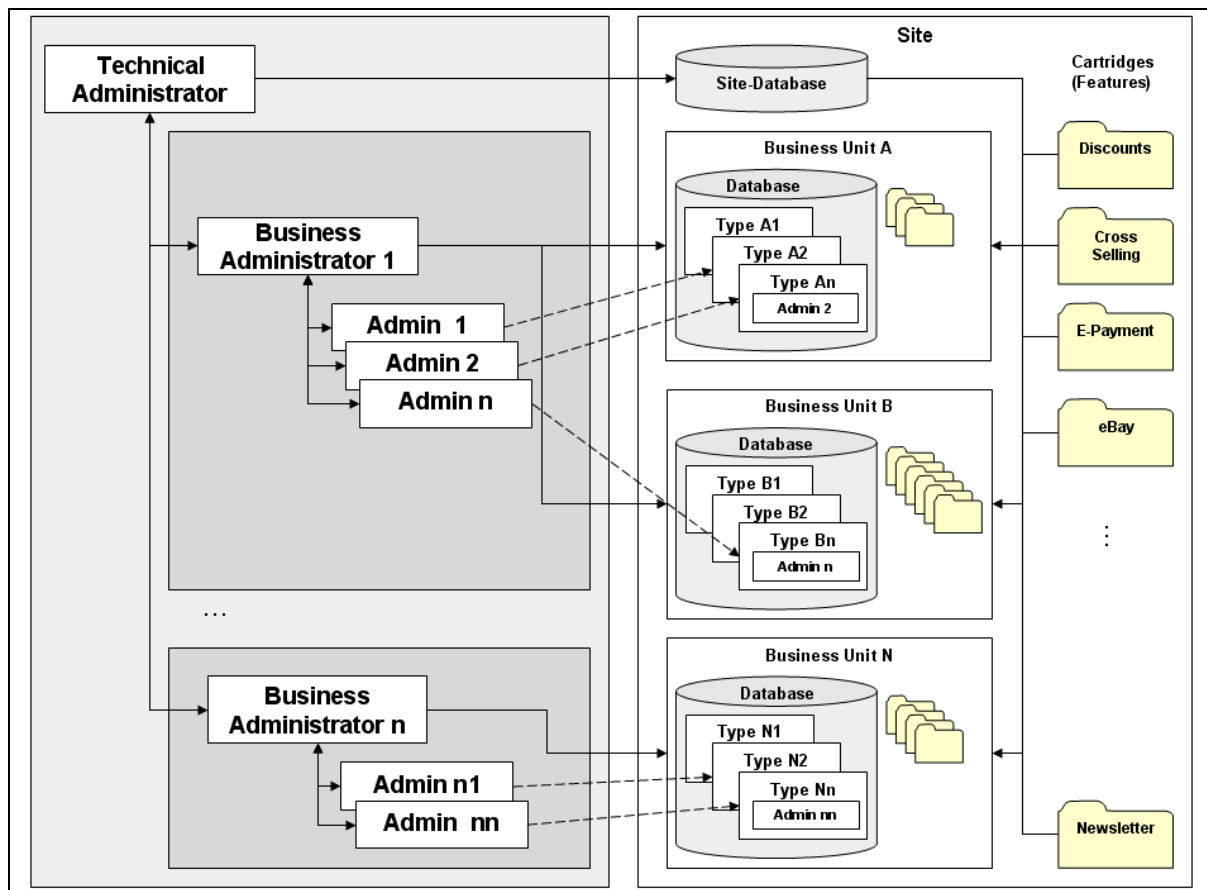 Technical
Administrator
Business
Administrator 1
Admin 1
Admin 2
Admin n
...
Business
Administrator n
Admin n1
Admin nn
Site
Site-Database
Cartridges
(Features)
Business Unit A
Database
Type A1
Type A2
Type An
Admin 2
Business Unit B
Database
Type B1
Type B2
Type Bn
Admin n
Business Unit N
Database
Type N1
Type N2
Type Nn
Admin nn
Discounts
Cross
Selling
E-Payment
eBay
⋮
Newsletter